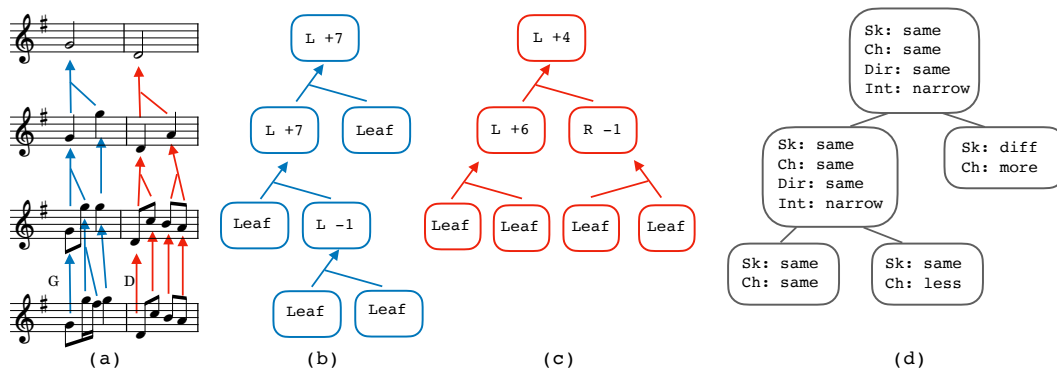 G
D
(a)
L +7
L +7
Leaf
Leaf
L -1
Leaf
Leaf
(b)
L +4
L +6
R -1
Leaf
Leaf
Leaf
Leaf
(c)
Sk: same
Ch: same
Dir: same
Int: narrow
Sk: same
Ch: same
Dir: same
Int: narrow
Sk: diff
Ch: more
Sk: same
Ch: same
Sk: same
Ch: less
(d)